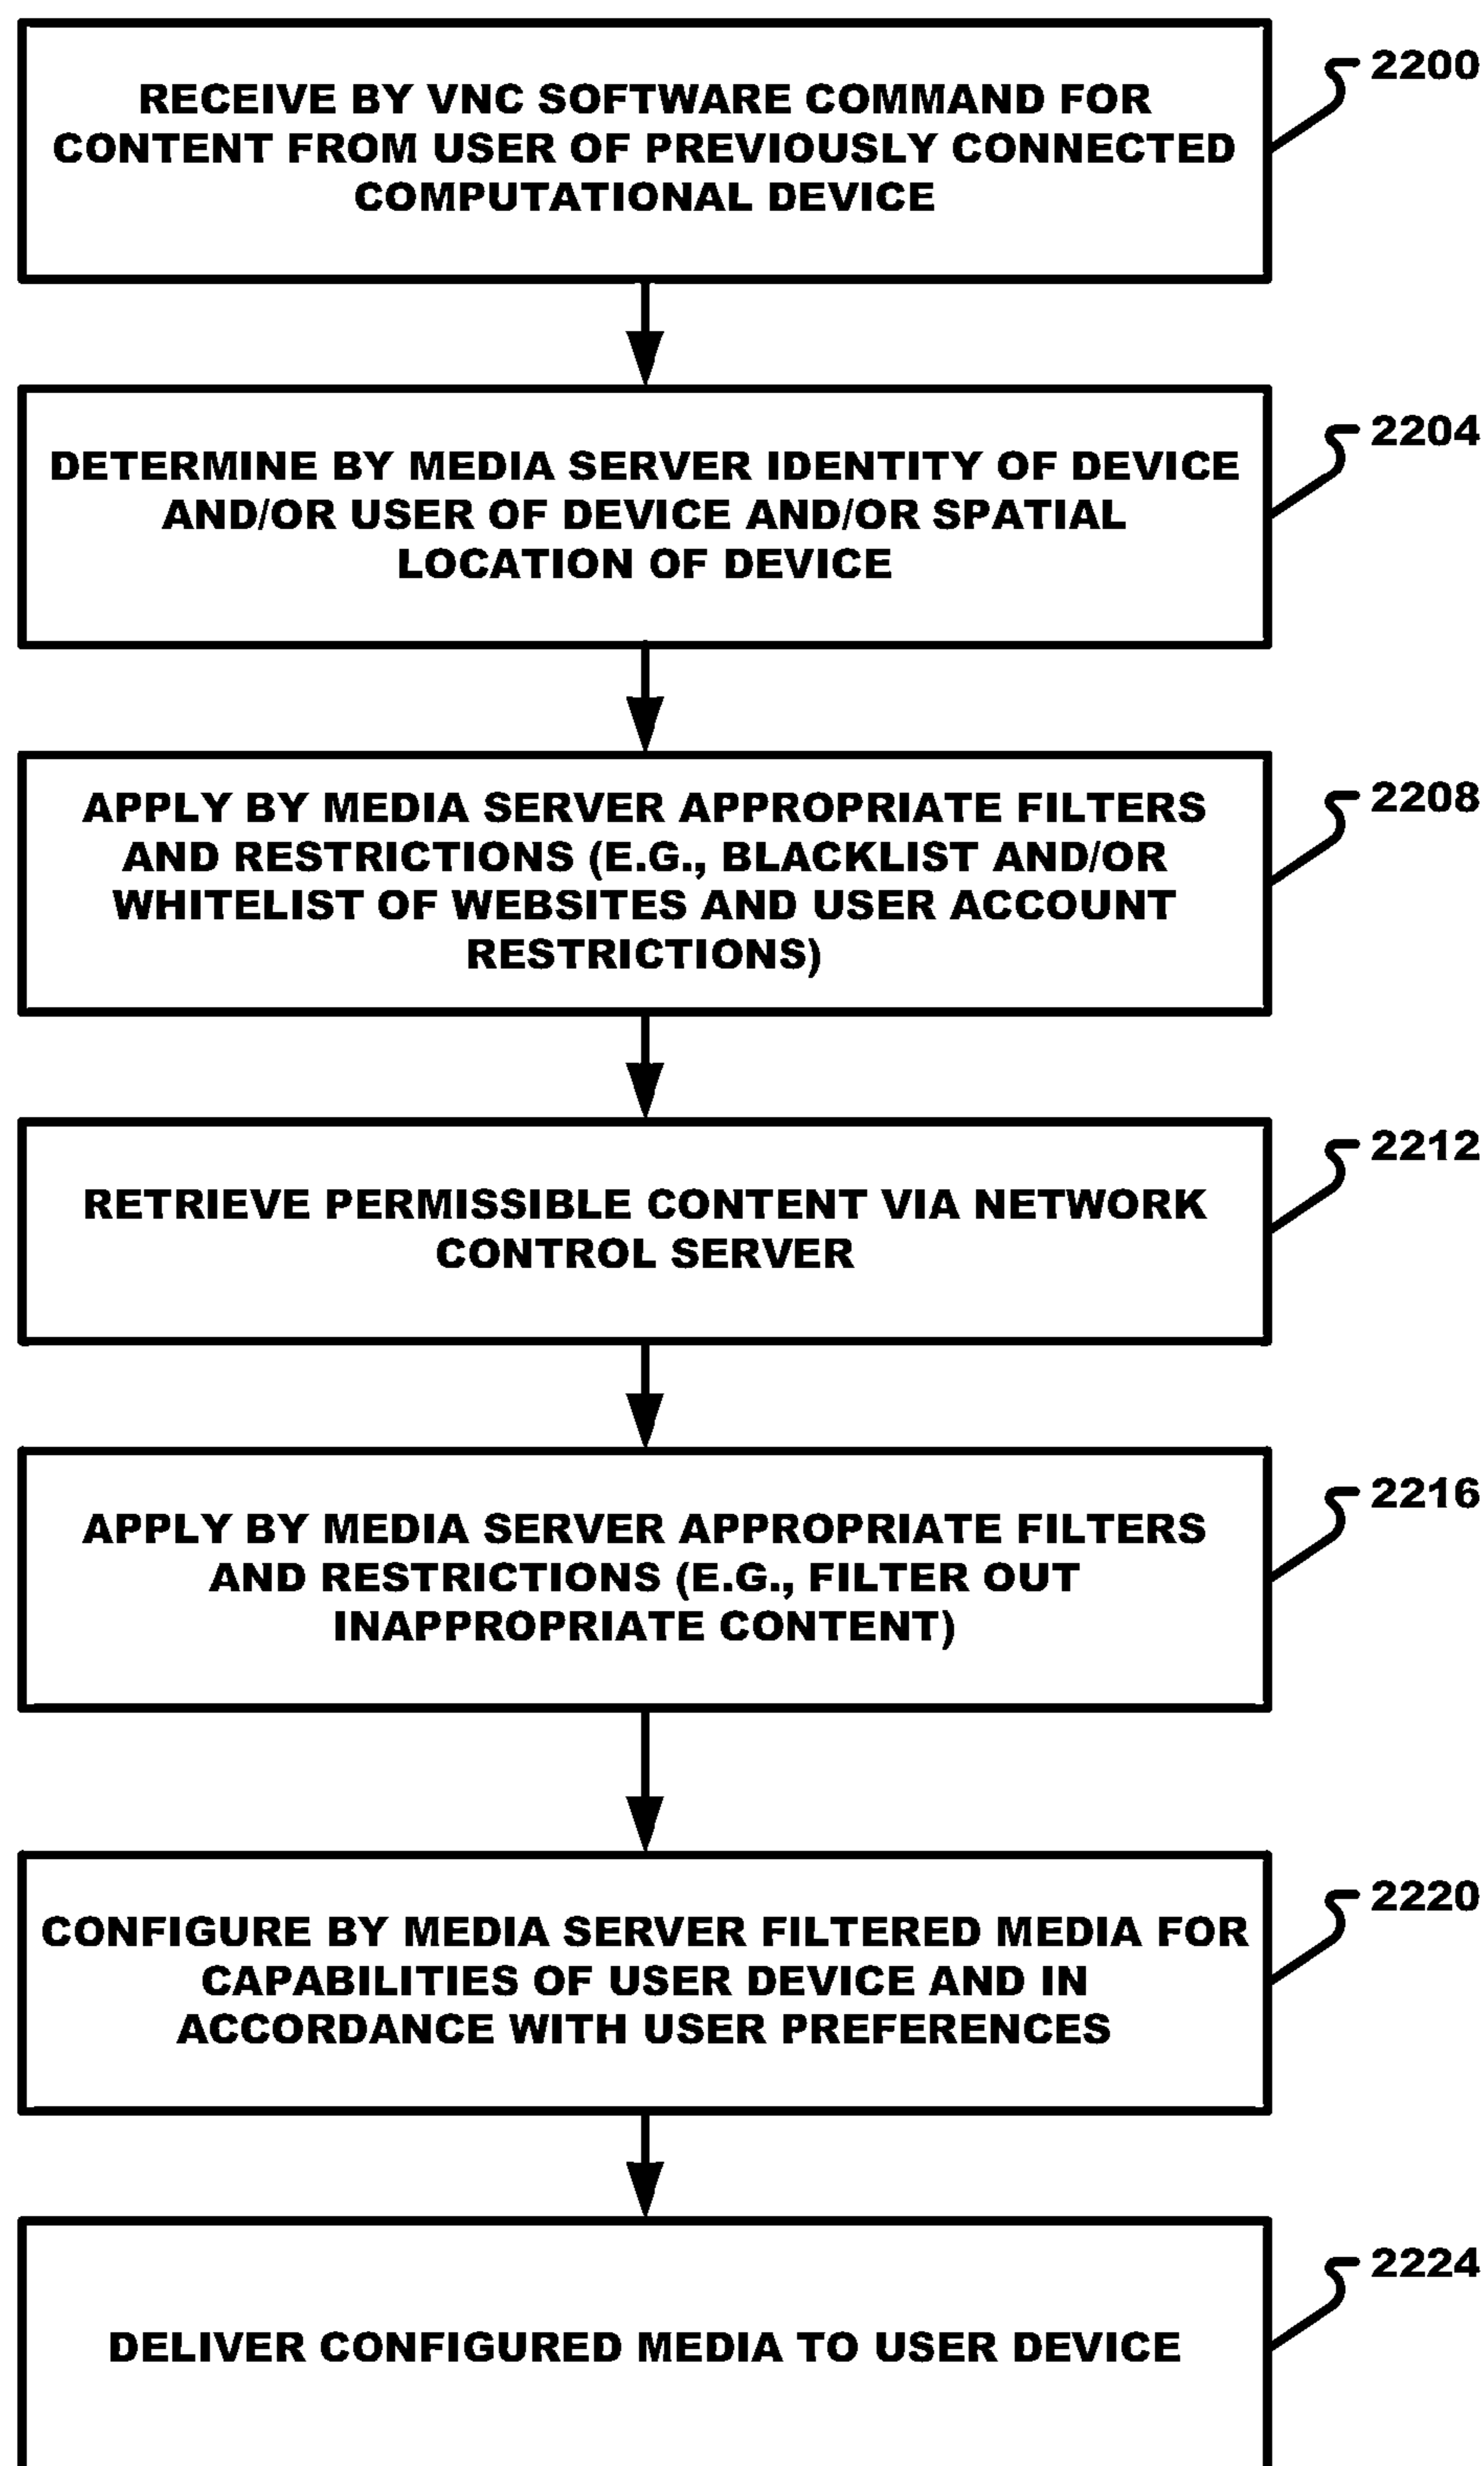 RECEIVE BY VNC SOFTWARE COMMAND FOR
CONTENT FROM USER OF PREVIOUSLY CONNECTED
COMPUTATIONAL DEVICE
2200
DETERMINE BY MEDIA SERVER IDENTITY OF DEVICE
AND/OR USER OF DEVICE AND/OR SPATIAL
LOCATION OF DEVICE
2204
APPLY BY MEDIA SERVER APPROPRIATE FILTERS
AND RESTRICTIONS (E.G., BLACKLIST AND/OR
WHITELIST OF WEBSITES AND USER ACCOUNT
RESTRICTIONS)
2208
RETRIEVE PERMISSIBLE CONTENT VIA NETWORK
CONTROL SERVER
2212
APPLY BY MEDIA SERVER APPROPRIATE FILTERS
AND RESTRICTIONS (E.G., FILTER OUT
INAPPROPRIATE CONTENT)
2216
CONFIGURE BY MEDIA SERVER FILTERED MEDIA FOR
CAPABILITIES OF USER DEVICE AND IN
ACCORDANCE WITH USER PREFERENCES
2220
DELIVER CONFIGURED MEDIA TO USER DEVICE
2224